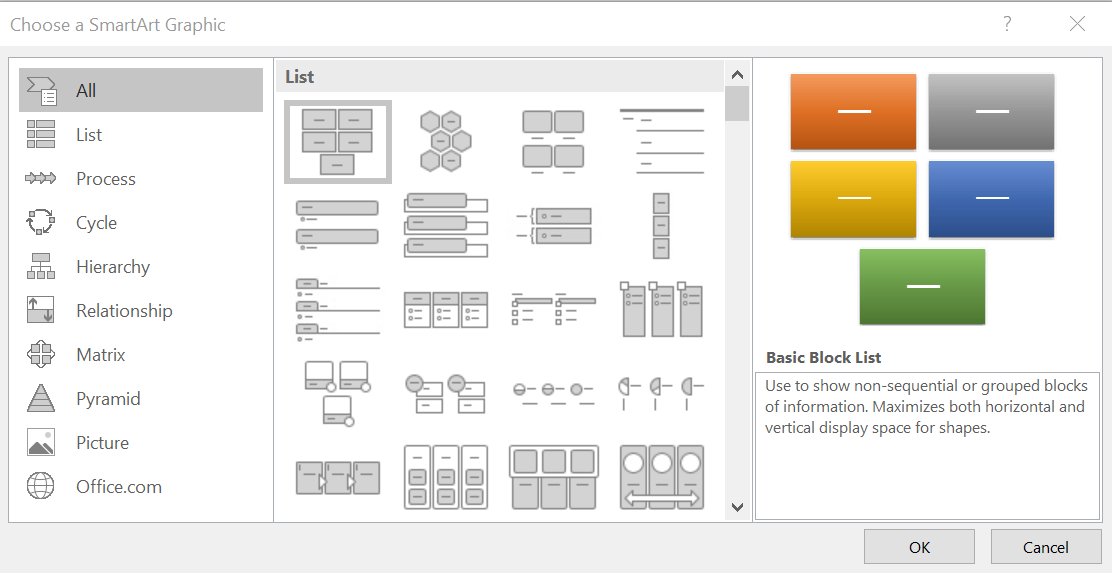 Choose a SmartArt Graphic
?
All
List
Process
Cycle
Hierarchy
Relationship
Matrix
Pyramid
Picture
Office.com
List
Basic Block List
Use to show non-sequential or grouped blocks
of information. Maximizes both horizontal and
vertical display space for shapes.
OK
Cancel